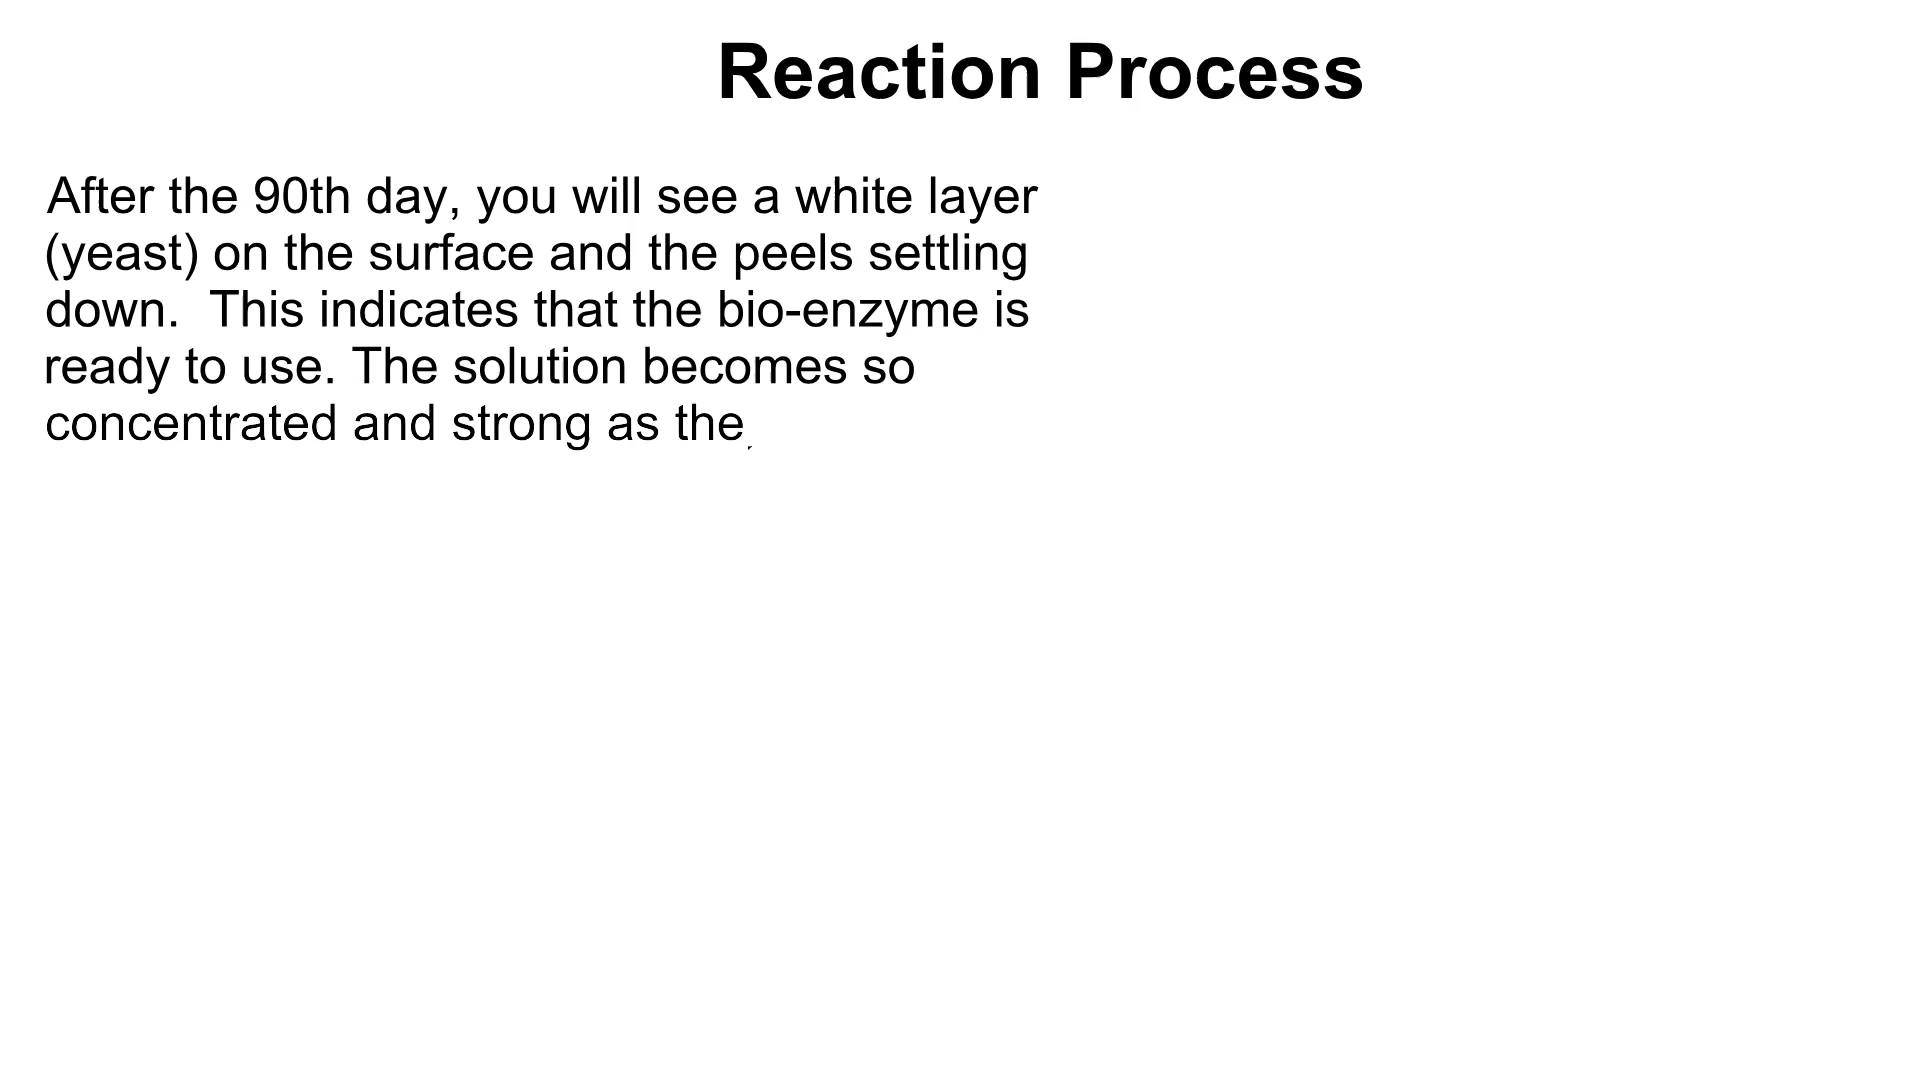 Reaction Process
After the 90th day, you will see a white layer
(yeast) on the surface and the peels settling
down.  This indicates that the bio-enzyme is
ready to use. The solution becomes so
concentrated and strong as the